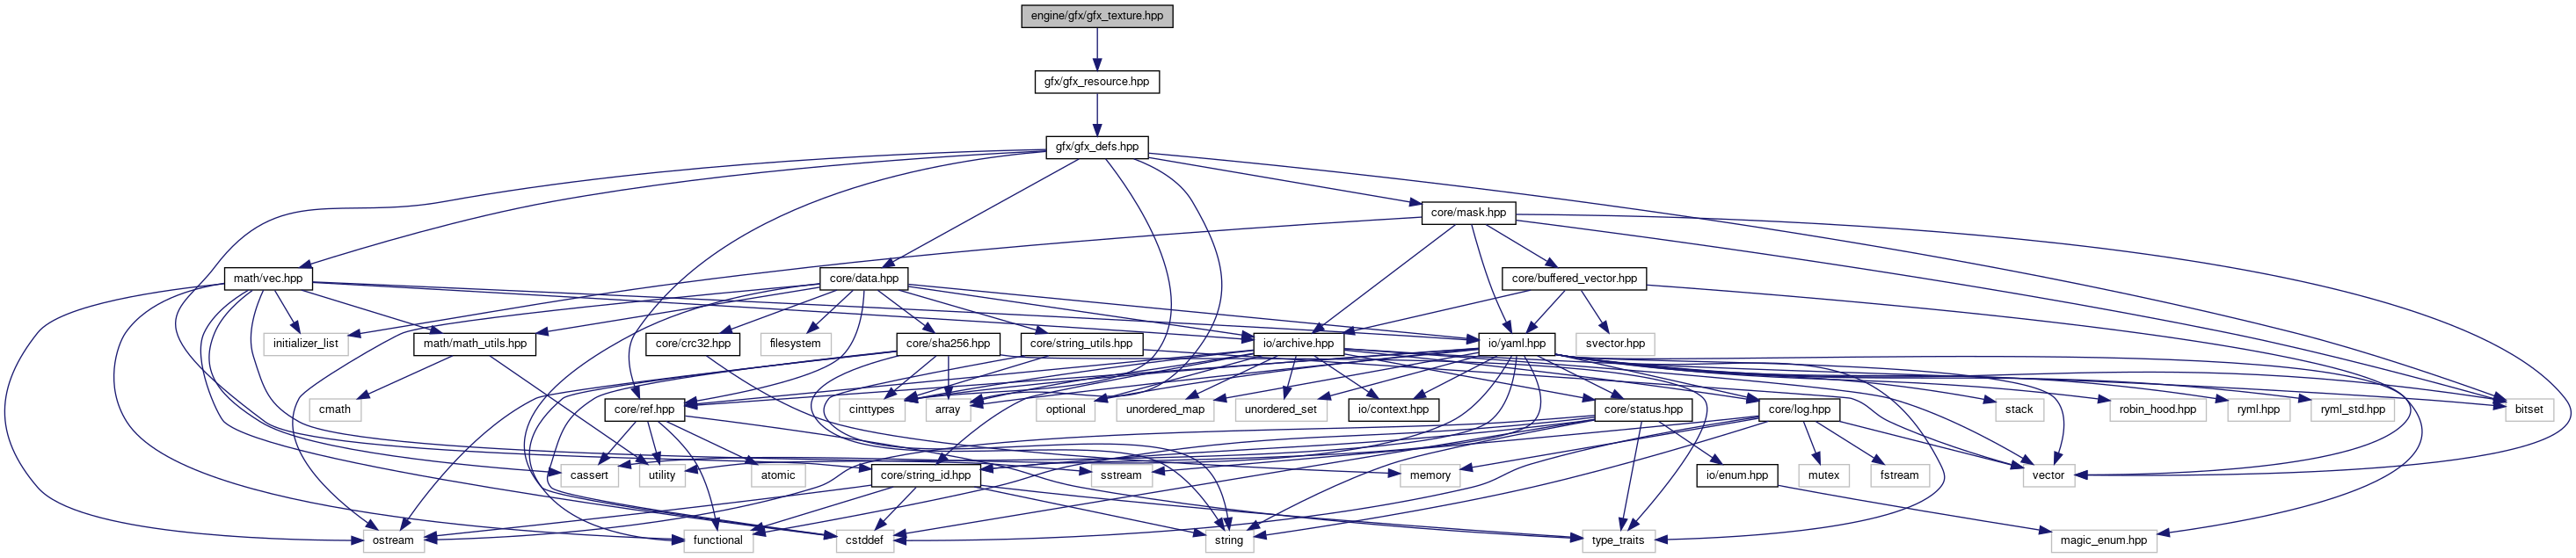 engine/gfx/gfx_texture.hpp
gfx/gfx_resource.hpp
gfx/gfx_defs.hpp
core/mask.hpp
math/vec.hpp
core/data.hpp
core/buffered_vector.hpp
initializer_list
math/math_utils.hpp
core/crc32.hpp
filesystem
core/sha256.hpp
core/string_utils.hpp
io/archive.hpp
io/yaml.hpp
svector.hpp
cmath
core/ref.hpp
cinttypes
array
optional
unordered_map
unordered_set
io/context.hpp
core/status.hpp
core/log.hpp
stack
robin_hood.hpp
ryml.hpp
ryml_std.hpp
bitset
cassert
utility
atomic
core/string_id.hpp
sstream
memory
io/enum.hpp
mutex
fstream
vector
ostream
functional
cstddef
string
type_traits
magic_enum.hpp